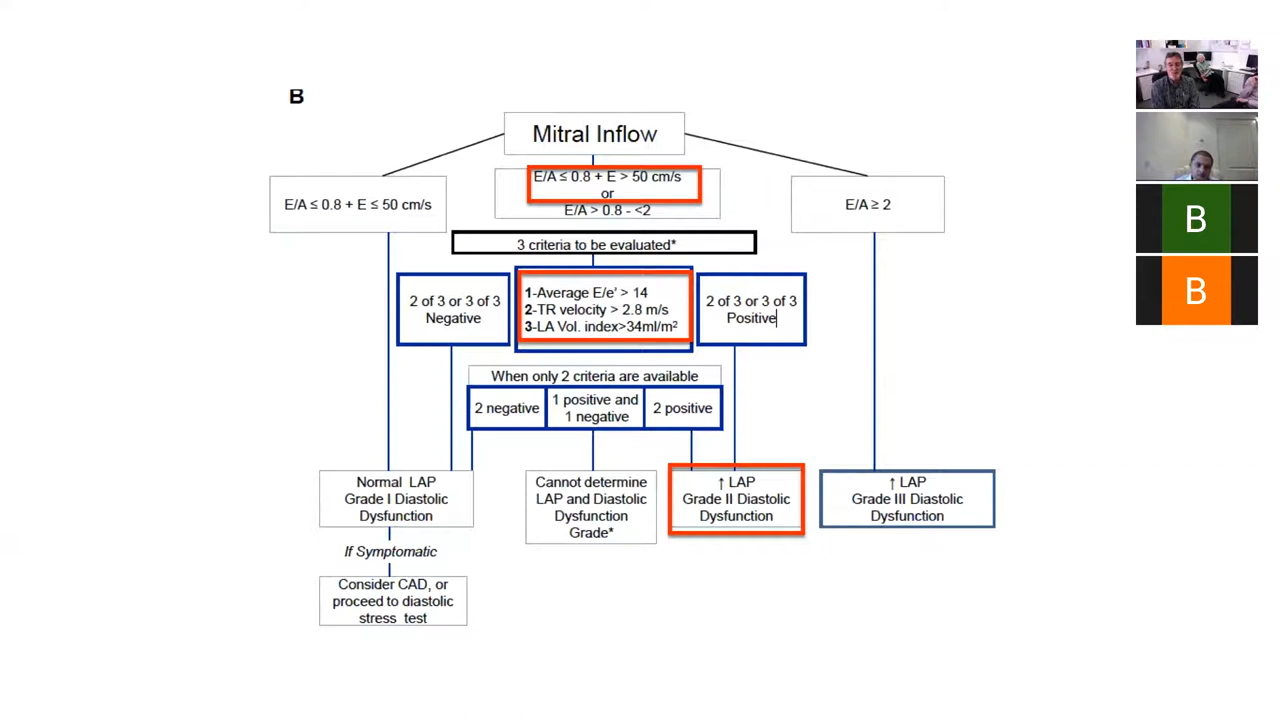 B
Mitral Inflow
E/A ≤ 0.8 + E ≤ 50 cm/s
E/A ≤ 0.8 + E > 50 cm/s
or
E/A > 0.8 - <2
E/A ≥ 2
3 criteria to be evaluated*
2 of 3 or 3 of 3
Negative
1-Average E/e' > 14
2-TR velocity > 2.8 m/s
3-LA Vol. index>34ml/m²
2 of 3 or 3 of 3
Positive
When only 2 criteria are available
2 negative
1 positive and
1 negative
2 positive
Normal LAP
Grade I Diastolic
Dysfunction
Cannot determine
LAP and Diastolic
Dysfunction
Grade*
↑ LAP
Grade II Diastolic
Dysfunction
↑ LAP
Grade III Diastolic
Dysfunction
If Symptomatic
Consider CAD, or
proceed to diastolic
stress test
B
B